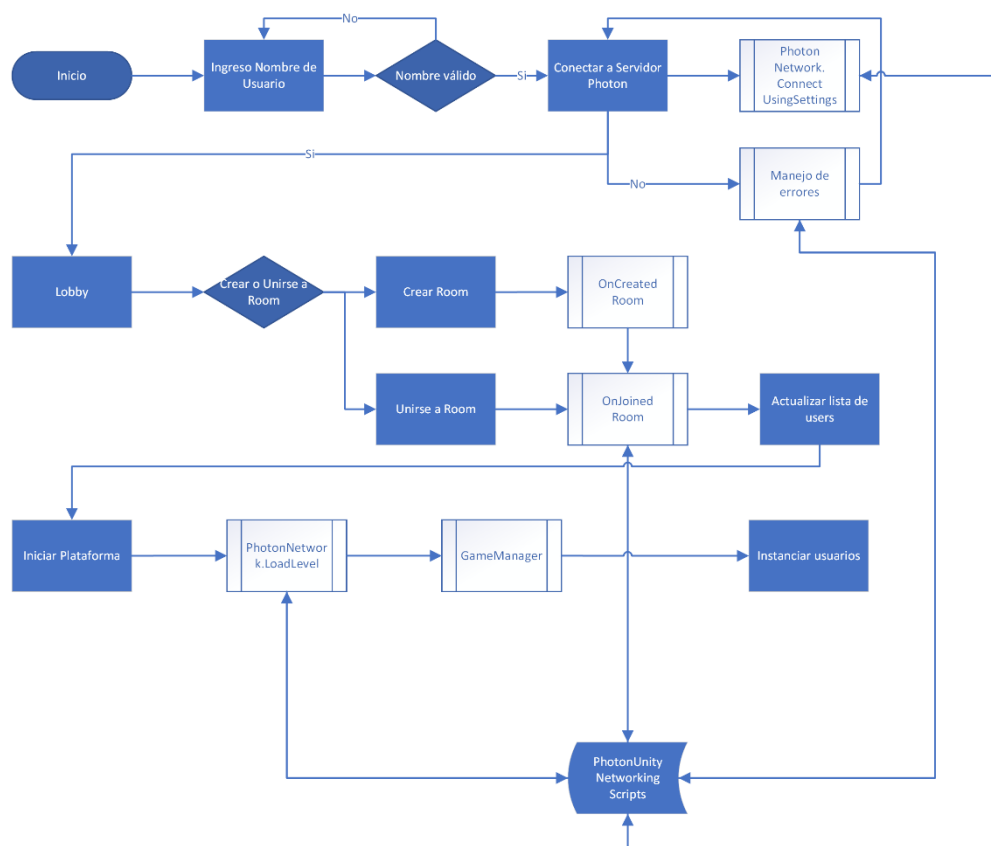 No
Inicio
Ingreso Nombre de
Usuario
Nombre válido
Si
Conectar a Servidor
Photon
Photon
Network.
Connect
UsingSettings
Si
No
Manejo de
errores
Lobby
Crear o Unirse a
Room
Crear Room
OnCreated
Room
Unirse a Room
OnJoined
Room
Actualizar lista de
users
Iniciar Plataforma
PhotonNetwor
k.LoadLevel
GameManager
Instanciar usuarios
PhotonUnity
Networking
Scripts